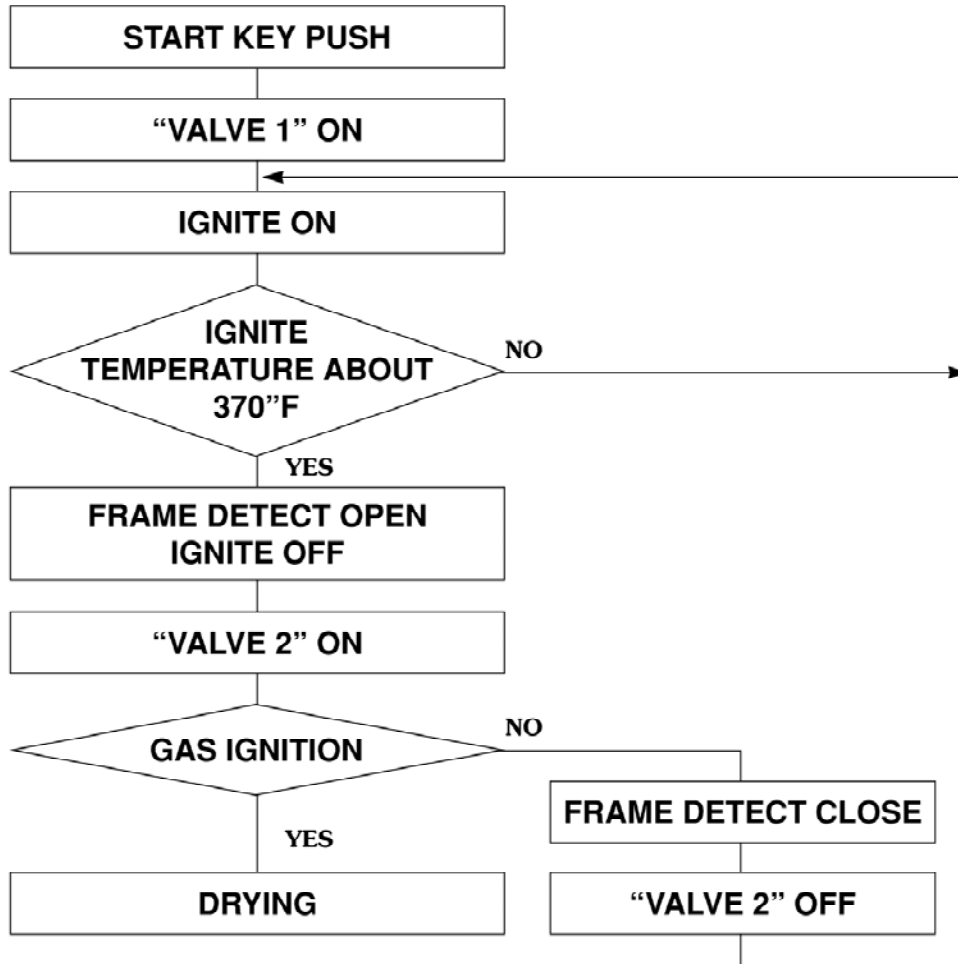 START KEY PUSH
“VALVE 1” ON
IGNITE ON
IGNITE
TEMPERATURE ABOUT
370”F
NO
YES
FRAME DETECT OPEN
IGNITE OFF
“VALVE 2” ON
GAS IGNITION
NO
FRAME DETECT CLOSE
YES
DRYING
“VALVE 2” OFF